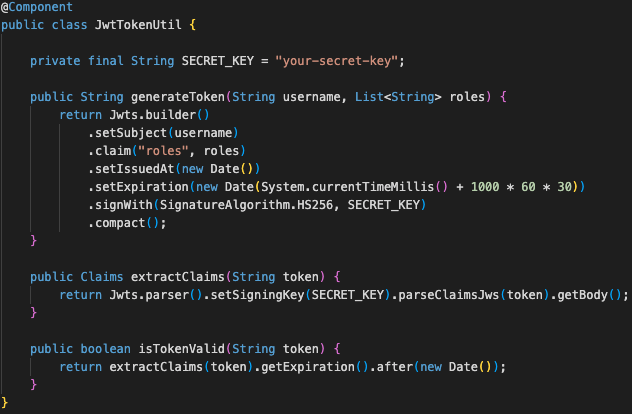 @Component
public class JwtTokenUtil {
    private final String SECRET_KEY = "your-secret-key";
    public String generateToken(String username, List<String> roles) {
        return Jwts.builder()
            .setSubject(username)
            .claim("roles", roles)
            .setIssuedAt(new Date())
            .setExpiration(new Date(System.currentTimeMillis() + 1000 * 60 * 30))
            .signWith(SignatureAlgorithm.HS256, SECRET_KEY)
            .compact();
    }
    public Claims extractClaims(String token) {
        return Jwts.parser().setSigningKey(SECRET_KEY).parseClaimsJws(token).getBody();
    }
    public boolean isTokenValid(String token) {
        return extractClaims(token).getExpiration().after(new Date());
    }
}